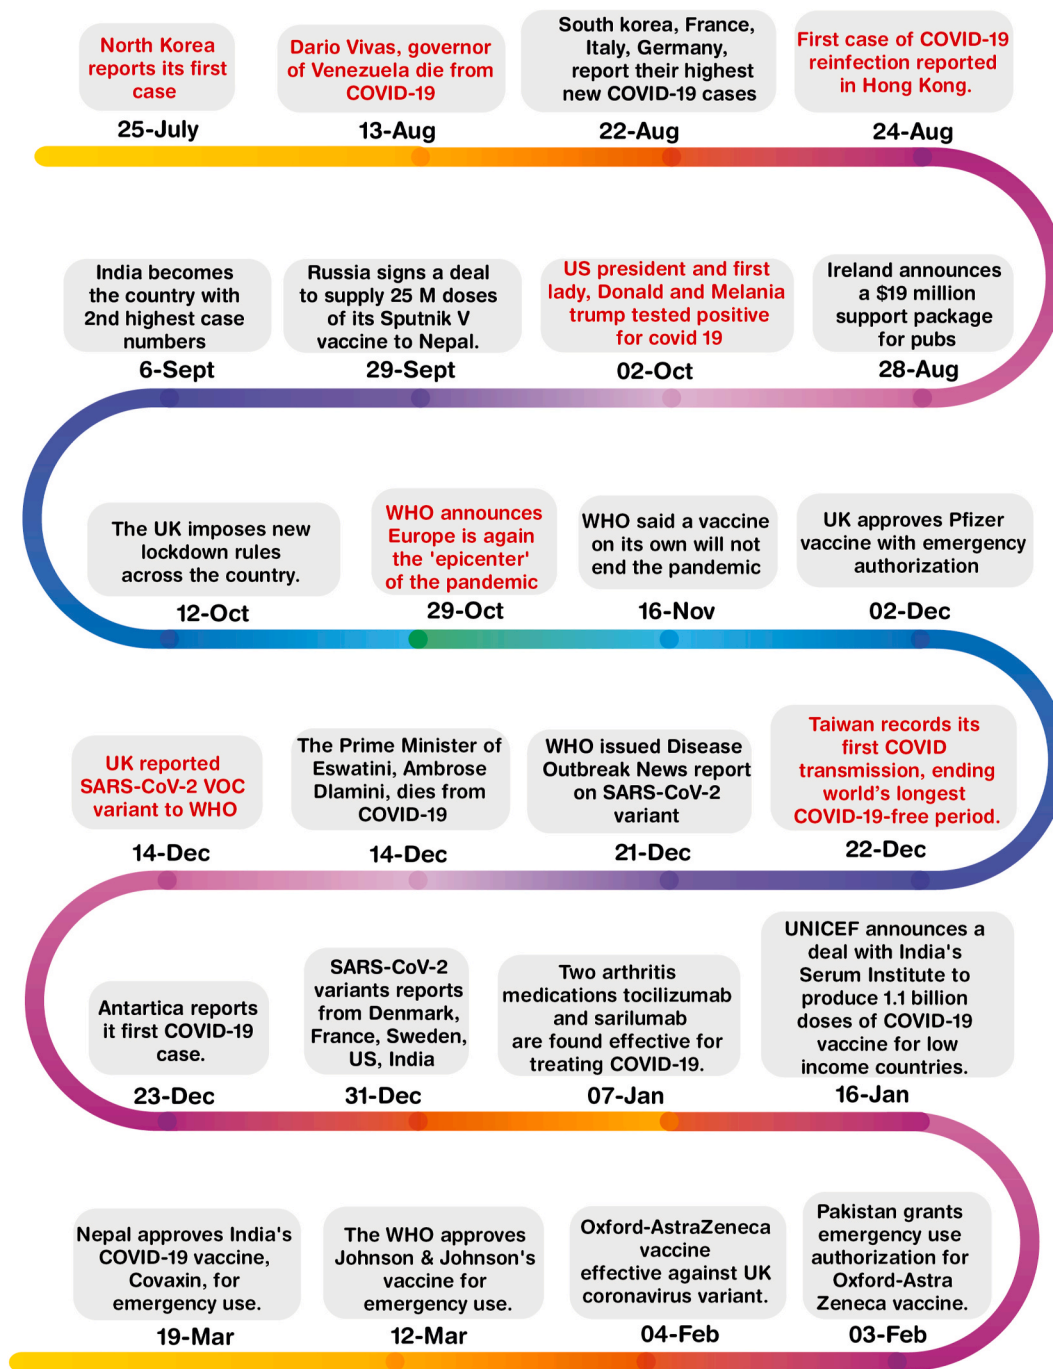 North Korea
reports its first
case
25-July
Dario Vivas, governor
of Venezuela die from
COVID-19
13-Aug
South korea, France,
Italy, Germany,
report their highest
new COVID-19 cases
22-Aug
First case of COVID-19
reinfection reported
in Hong Kong.
24-Aug
Ireland announces
a $19 million
support package
for pubs
28-Aug
US president and first
lady, Donald and Melania
trump tested positive
for covid 19
02-Oct
Russia signs a deal
to supply 25 M doses
of its Sputnik V
vaccine to Nepal.
29-Sept
India becomes
the country with
2nd highest case
numbers
6-Sept
The UK imposes new
lockdown rules
across the country.
12-Oct
WHO announces
Europe is again
the 'epicenter'
of the pandemic
29-Oct
WHO said a vaccine
on its own will not
end the pandemic
16-Nov
UK approves Pfizer
vaccine with emergency
authorization
02-Dec
Taiwan records its
first COVID
transmission, ending
world’s longest
COVID-19-free period.
22-Dec
WHO issued Disease
Outbreak News report
on SARS-CoV-2
variant
21-Dec
The Prime Minister of
Eswatini, Ambrose
Dlamini, dies from
COVID-19
14-Dec
UK reported
SARS-CoV-2 VOC
variant to WHO
14-Dec
Antartica reports
it first COVID-19
case.
23-Dec
SARS-CoV-2
variants reports
from Denmark,
France, Sweden,
US, India
31-Dec
Two arthritis
medications tocilizumab
and sarilumab
are found effective for
treating COVID-19.
07-Jan
UNICEF announces a
deal with India's
Serum Institute to
produce 1.1 billion
doses of COVID-19
vaccine for low
income countries.
16-Jan
Pakistan grants
emergency use
authorization for
Oxford-Astra
Zeneca vaccine.
03-Feb
Oxford-AstraZeneca
vaccine
effective against UK
coronavirus variant.
04-Feb
The WHO approves
Johnson & Johnson's
vaccine for
emergency use.
12-Mar
Nepal approves India's
COVID-19 vaccine,
Covaxin, for
emergency use.
19-Mar